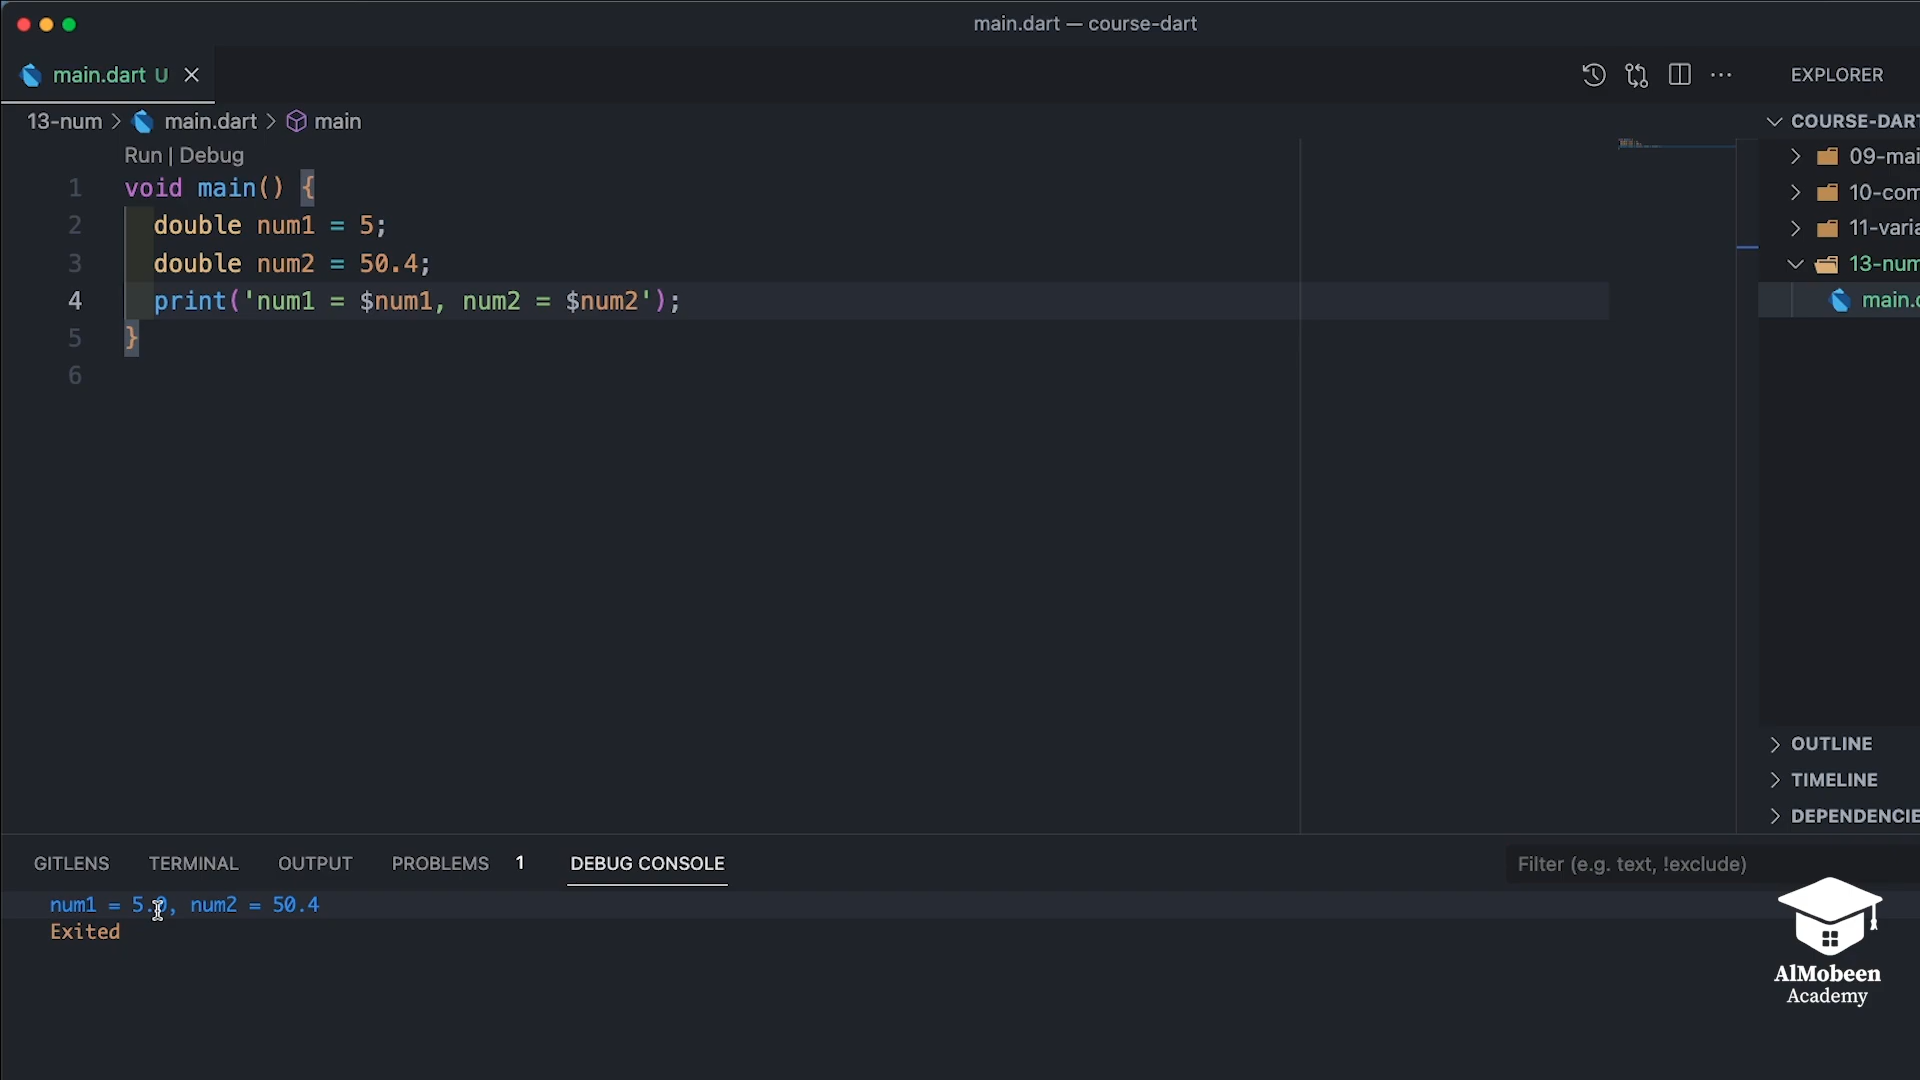 main.dart — course-dart
main.dart U
EXPLORER
13-num > main.dart > main
COURSE-DART
Run | Debug
09-mai
1 void main() {
10-com
2 double num1 = 5;
11-varia
3 double num2 = 50.4;
13-num
4 print('num1 = $num1, num2 = $num2');
main.d
5 }
6
OUTLINE
TIMELINE
DEPENDENCIE
GITLENS TERMINAL OUTPUT PROBLEMS 1 DEBUG CONSOLE
Filter (e.g. text, !exclude)
num1 = 5.0, num2 = 50.4
Exited
AlMobeen
Academy